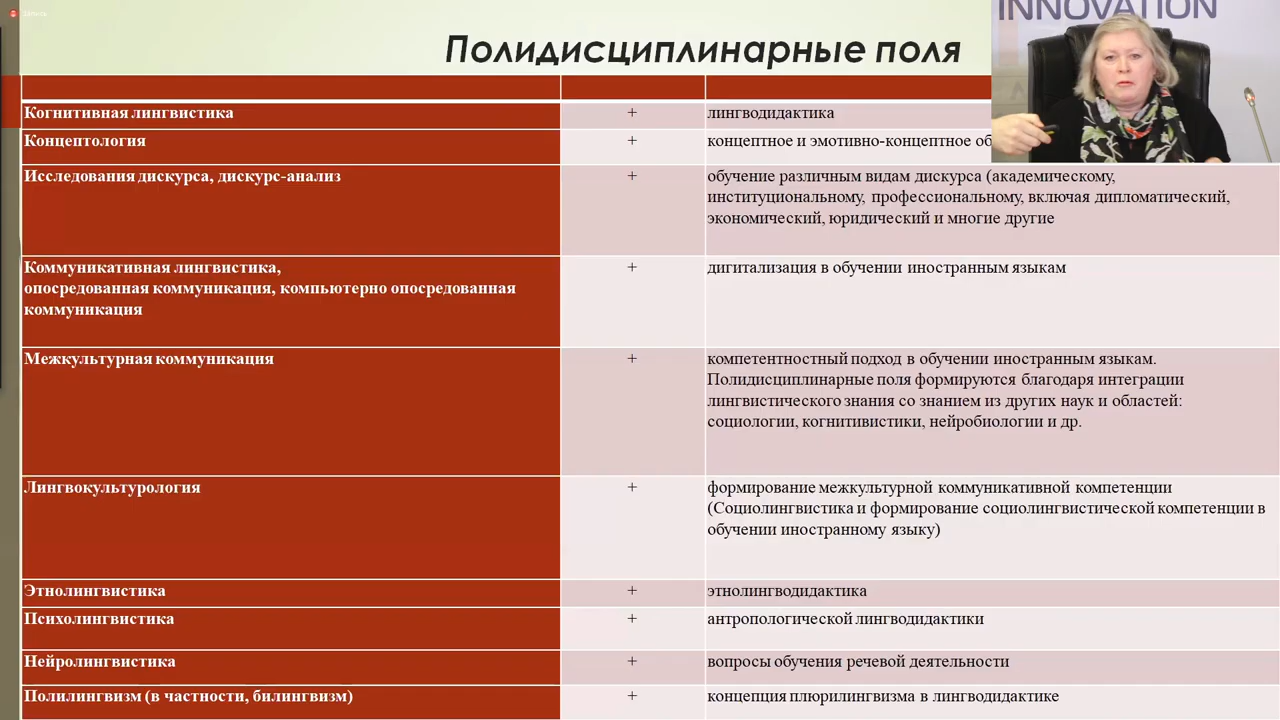 Запись
INNOVATION
Полидисциплинарные поля
Когнитивная лингвистика + лингводидактика
Концептология + концептное и эмотивно-концептное об
Исследования дискурса, дискурс-анализ + обучение различным видам дискурса (академическому,
институциональному, профессиональному, включая дипломатический,
экономический, юридический и многие другие
Коммуникативная лингвистика, + дигитализация в обучении иностранным языкам
опосредованная коммуникация, компьютерно опосредованная
коммуникация
Межкультурная коммуникация + компетентностный подход в обучении иностранным языкам.
Полидисциплинарные поля формируются благодаря интеграции
лингвистического знания со знанием из других наук и областей:
социологии, когнитивистики, нейробиологии и др.
Лингвокультурология + формирование межкультурной коммуникативной компетенции
(Социолингвистика и формирование социолингвистической компетенции в
обучении иностранному языку)
Этнолингвистика + этнолингводидактика
Психолингвистика + антропологической лингводидактики
Нейролингвистика + вопросы обучения речевой деятельности
Полилингвизм (в частности, билингвизм) + концепция плюрилингвизма в лингводидактике